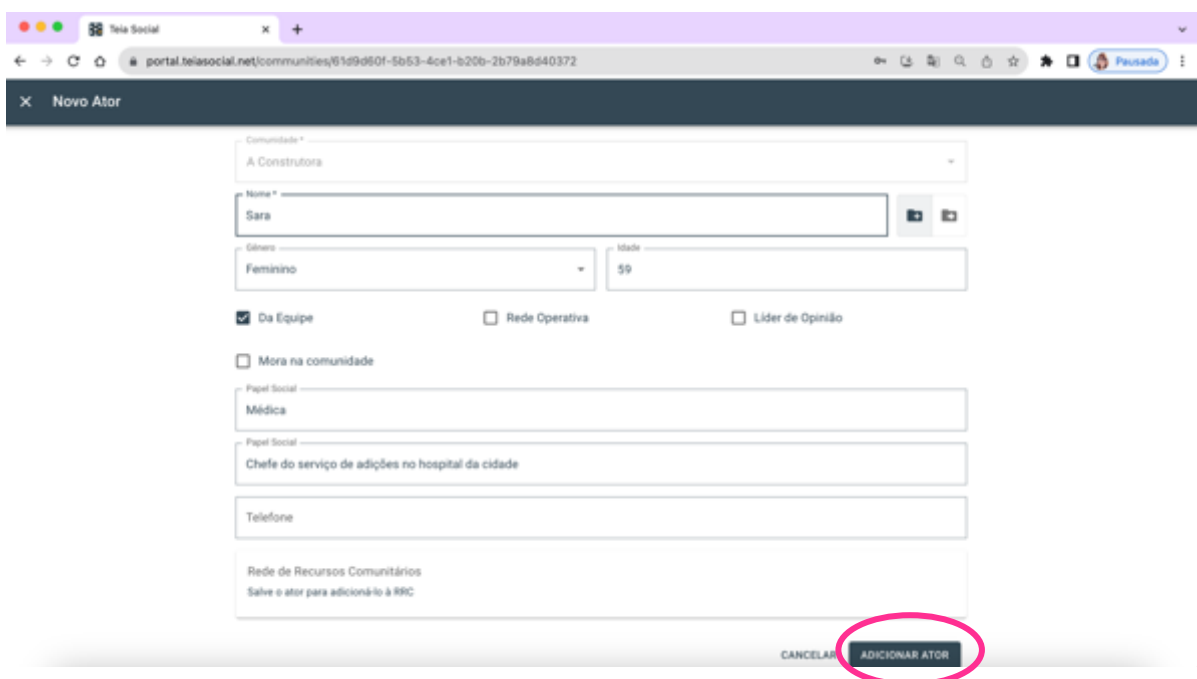 Teia Social
portal.teiasocial.net/communities/61d9d60f-5b53-4ce1-b20b-2b79a8d40372
Pausada
Novo Ator
Comunidade *
A Construtora
Nome *
Sara
Gênero
Feminino
Idade
59
Da Equipe
Rede Operativa
Líder de Opinião
Mora na comunidade
Papel Social
Médica
Papel Social
Chefe do serviço de adições no hospital da cidade
Telefone
Rede de Recursos Comunitários
Salve o ator para adicioná-lo à RRC
CANCELAR
ADICIONAR ATOR